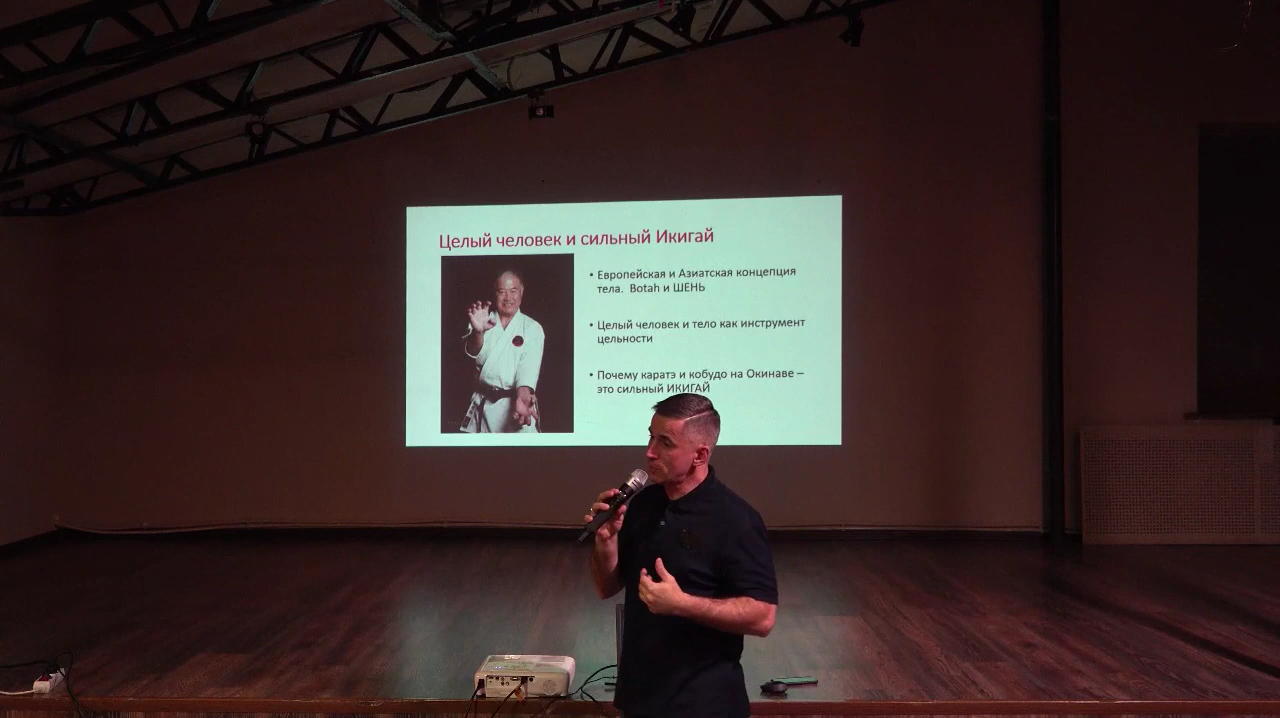 Целый человек и сильный Икигай
• Европейская и Азиатская концепция
тела. Botah и ШЕНЬ
• Целый человек и тело как инструмент
цельности
• Почему каратэ и кобудо на Окинаве –
это сильный ИКИГАЙ